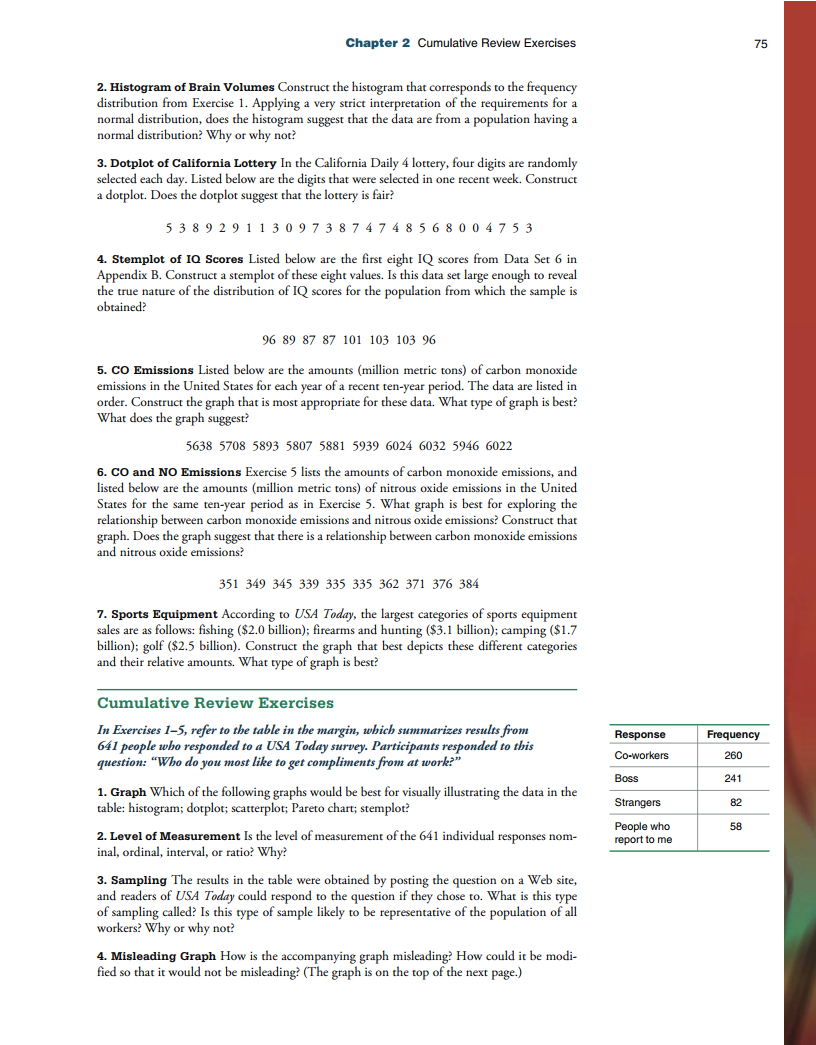 Chapter 2 Cumulative Review Exercises 75
2. Histogram of Brain Volumes Construct the histogram that corresponds to the frequency
distribution from Exercise 1. Applying a very strict interpretation of the requirements for a
normal distribution, does the histogram suggest that the data are from a population having a
normal distribution? Why or why not?
3. Dotplot of California Lottery In the California Daily 4 lottery, four digits are randomly
selected each day. Listed below are the digits that were selected in one recent week. Construct
a dotplot. Does the dotplot suggest that the lottery is fair?
5 3 8 9 2 9 1 1 3 0 9 7 3 8 7 4 7 4 8 5 6 8 0 0 4 7 5 3
4. Stemplot of IQ Scores Listed below are the first eight IQ scores from Data Set 6 in
Appendix B. Construct a stemplot of these eight values. Is this data set large enough to reveal
the true nature of the distribution of IQ scores for the population from which the sample is
obtained?
96 89 87 87 101 103 103 96
5. CO Emissions Listed below are the amounts (million metric tons) of carbon monoxide
emissions in the United States for each year of a recent ten-year period. The data are listed in
order. Construct the graph that is most appropriate for these data. What type of graph is best?
What does the graph suggest?
5638 5708 5893 5807 5881 5939 6024 6032 5946 6022
6. CO and NO Emissions Exercise 5 lists the amounts of carbon monoxide emissions, and
listed below are the amounts (million metric tons) of nitrous oxide emissions in the United
States for the same ten-year period as in Exercise 5. What graph is best for exploring the
relationship between carbon monoxide emissions and nitrous oxide emissions? Construct that
graph. Does the graph suggest that there is a relationship between carbon monoxide emissions
and nitrous oxide emissions?
351 349 345 339 335 335 362 371 376 384
7. Sports Equipment According to USA Today, the largest categories of sports equipment
sales are as follows: fishing ($2.0 billion); firearms and hunting ($3.1 billion); camping ($1.7
billion); golf ($2.5 billion). Construct the graph that best depicts these different categories
and their relative amounts. What type of graph is best?
Cumulative Review Exercises
In Exercises 1–5, refer to the table in the margin, which summarizes results from
641 people who responded to a USA Today survey. Participants responded to this
question: “Who do you most like to get compliments from at work?”
1. Graph Which of the following graphs would be best for visually illustrating the data in the
table: histogram; dotplot; scatterplot; Pareto chart; stemplot?
2. Level of Measurement Is the level of measurement of the 641 individual responses nom-
inal, ordinal, interval, or ratio? Why?
3. Sampling The results in the table were obtained by posting the question on a Web site,
and readers of USA Today could respond to the question if they chose to. What is this type
of sampling called? Is this type of sample likely to be representative of the population of all
workers? Why or why not?
4. Misleading Graph How is the accompanying graph misleading? How could it be modi-
fied so that it would not be misleading? (The graph is on the top of the next page.)
Response Frequency
Co-workers 260
Boss 241
Strangers 82
People who 58
report to me